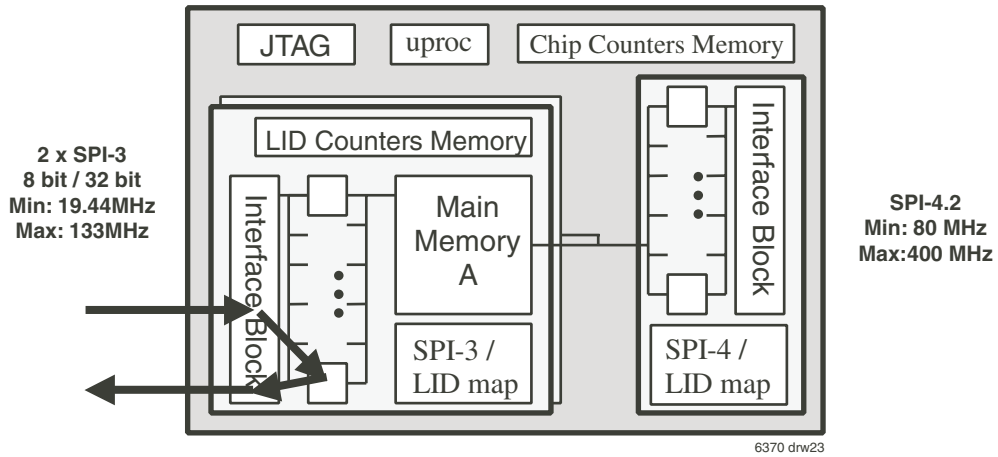 JTAG
uproc
Chip Counters Memory
LID Counters Memory
2 x SPI-3
8 bit / 32 bit
Min: 19.44MHz
Max: 133MHz
Interface Block
Main
Memory
A
SPI-3 /
LID map
Interface Block
SPI-4 /
LID map
SPI-4.2
Min: 80 MHz
Max:400 MHz
6370 drw23